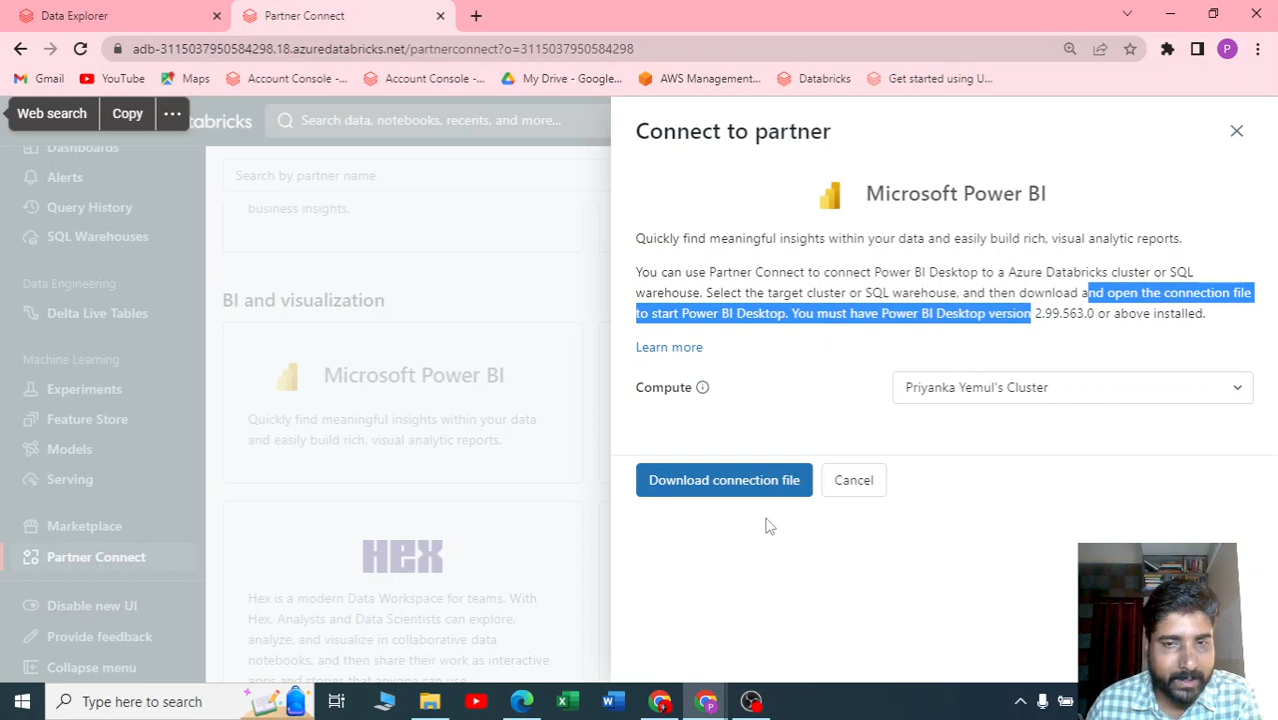 Data Explorer
Partner Connect
adb-3115037950584298.18.azuredatabricks.net/partnerconnect?o=3115037950584298
P
Gmail
YouTube
Maps
Account Console -...
Account Console -...
My Drive - Google...
AWS Management...
Databricks
Get started using U...
Web search
Copy
...
abricks
Search data, notebooks, recents, and more...
Dashboards
Alerts
Query History
SQL Warehouses
Data Engineering
Delta Live Tables
Machine Learning
Experiments
Feature Store
Models
Serving
Marketplace
Partner Connect
Disable new UI
Provide feedback
Collapse menu
Search by partner name
business insights.
BI and visualization
Microsoft Power BI
Quickly find meaningful insights within your data
and easily build rich, visual analytic reports.
HEX
Hex is a modern Data Workspace for teams. With
Hex, Analysts and Data Scientists can explore,
analyze, and visualize in collaborative data
notebooks, and then share their work as interactive
apps and stories that anyone can use.
Connect to partner
Microsoft Power BI
Quickly find meaningful insights within your data and easily build rich, visual analytic reports.
You can use Partner Connect to connect Power BI Desktop to a Azure Databricks cluster or SQL
warehouse. Select the target cluster or SQL warehouse, and then download and open the connection file
to start Power BI Desktop. You must have Power BI Desktop version 2.99.563.0 or above installed.
Learn more
Compute
Priyanka Yemul's Cluster
Download connection file
Cancel
Type here to search